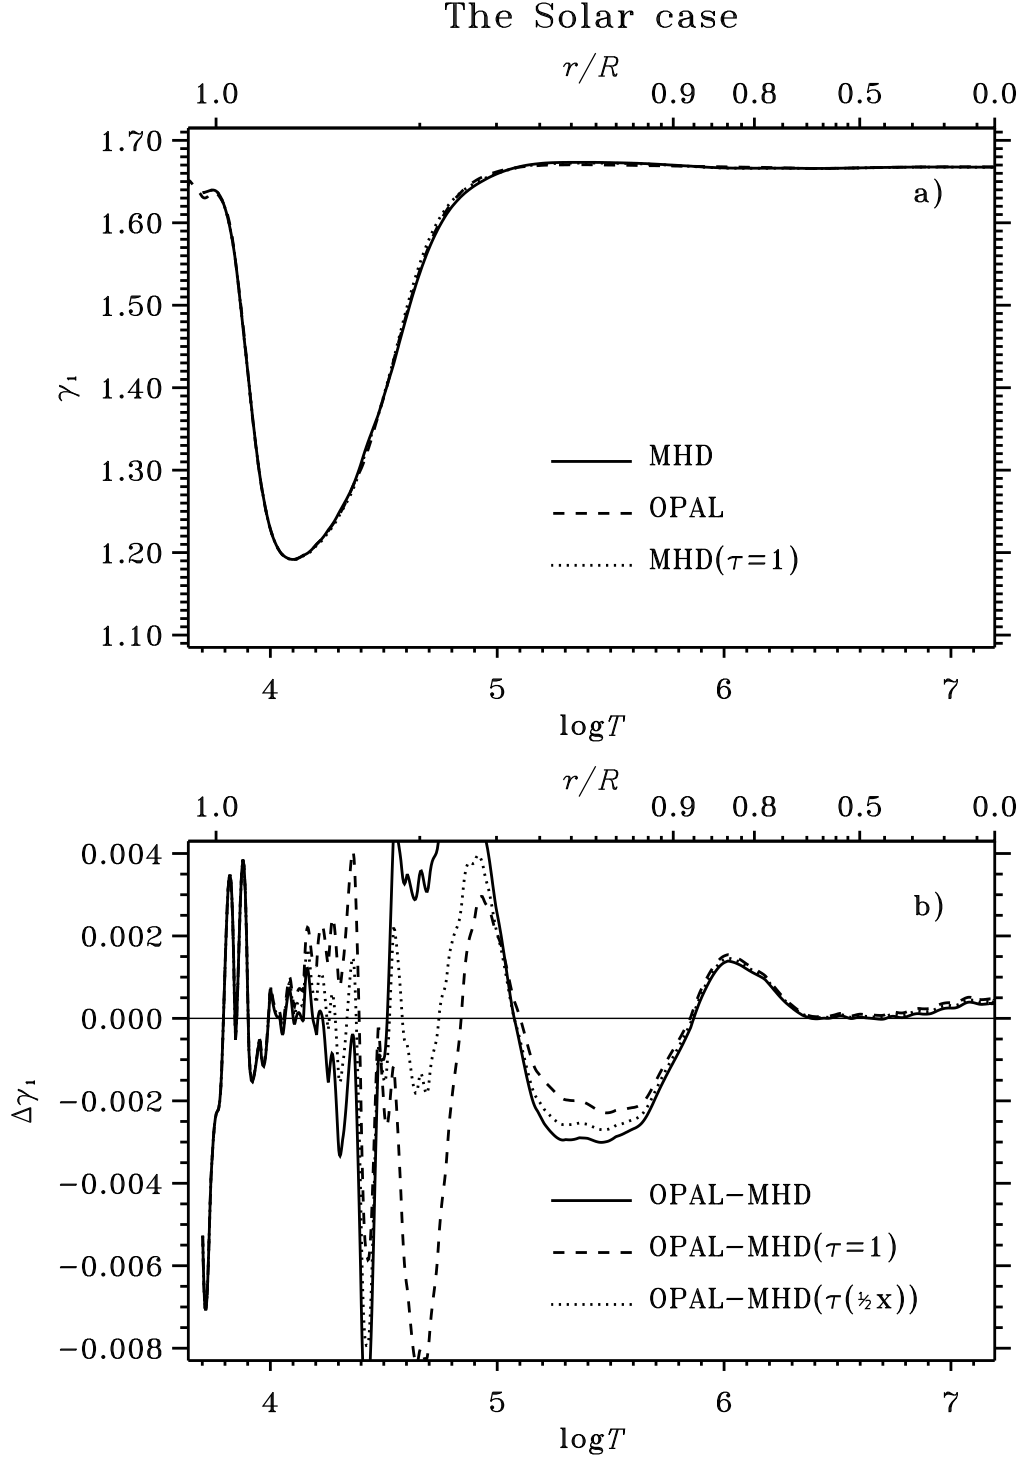 The Solar case
r/R
1.0 0.9 0.8 0.5 0.0
1.70
a)
1.60
1.50
γ₁
1.40
MHD
1.30
OPAL
1.20
MHD(τ=1)
1.10
4 5 6 7
logT
r/R
1.0 0.9 0.8 0.5 0.0
0.004
b)
0.002
0.000
Δγ₁
−0.002
−0.004
OPAL−MHD
OPAL−MHD(τ=1)
−0.006
OPAL−MHD(τ(½x))
−0.008
4 5 6 7
logT